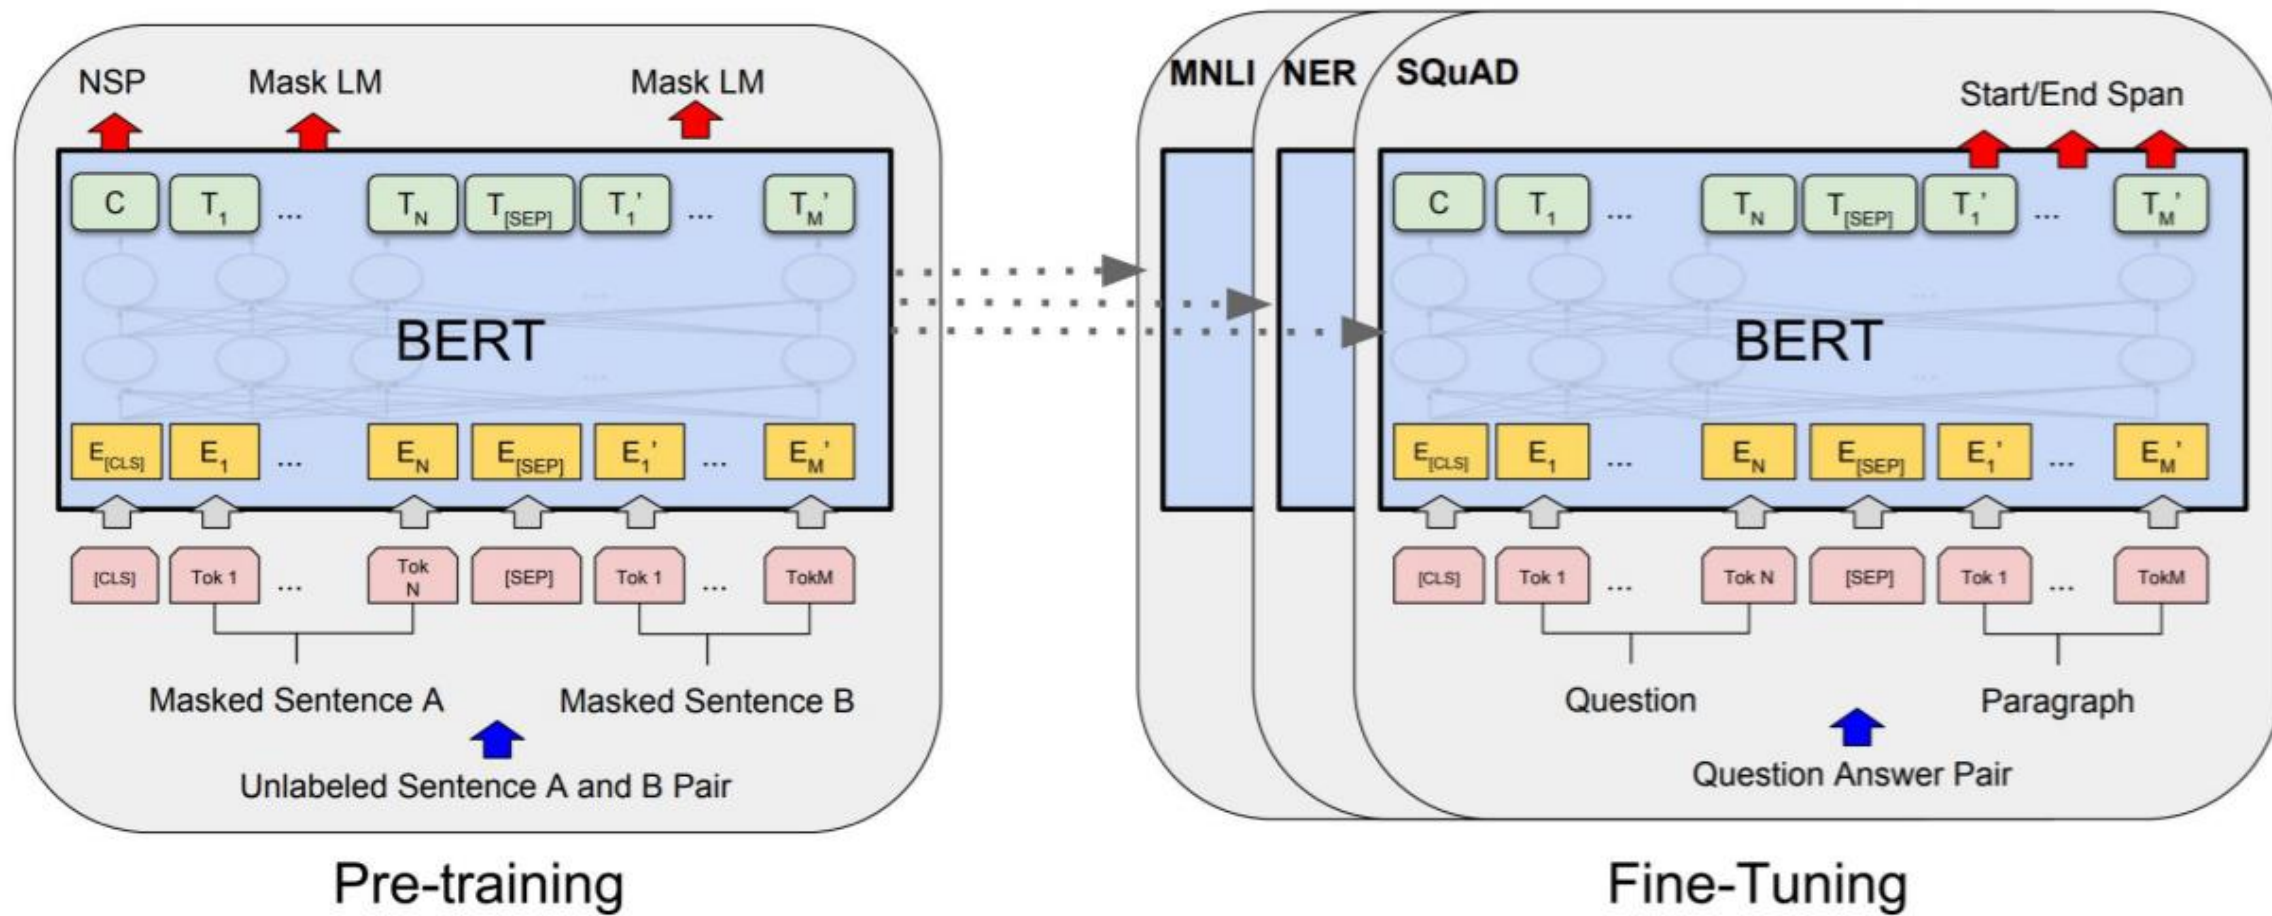 NSP Mask LM Mask LM
C T1 ... TN T[SEP] T1’ ... TM’
...
BERT
...
E[CLS] E1 ... EN E[SEP] E1’ ... EM’
[CLS] Tok 1 ... Tok N [SEP] Tok 1 ... TokM
Masked Sentence A Masked Sentence B
Unlabeled Sentence A and B Pair
Pre-training
MNLI NER SQuAD
Start/End Span
C T1 ... TN T[SEP] T1’ ... TM’
...
BERT
...
E[CLS] E1 ... EN E[SEP] E1’ ... EM’
[CLS] Tok 1 ... Tok N [SEP] Tok 1 ... TokM
Question Paragraph
Question Answer Pair
Fine-Tuning